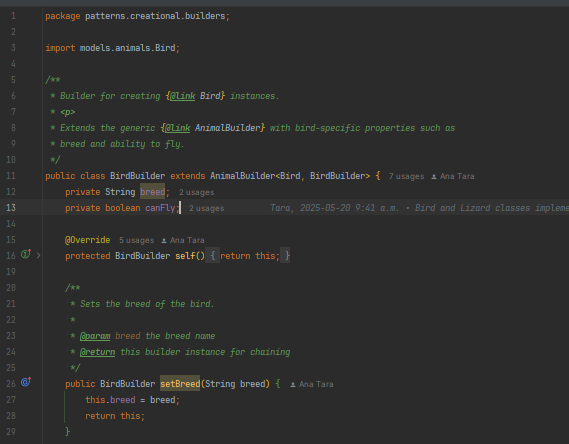 1 package patterns.creational.builders;
2
3 import models.animals.Bird;
4
5 /**
6 * Builder for creating {@link Bird} instances.
7 * <p>
8 * Extends the generic {@link AnimalBuilder} with bird-specific properties such as
9 * breed and ability to fly.
10 */
11 public class BirdBuilder extends AnimalBuilder<Bird, BirdBuilder> { 7 usages Ana Tara
12 private String breed; 2 usages
13 private boolean canFly; 2 usages Tara, 2025-05-20 9:41 a.m. • Bird and Lizard classes impleme
14
15 @Override 5 usages Ana Tara
16 protected BirdBuilder self() { return this; }
19
20 /**
21 * Sets the breed of the bird.
22 *
23 * @param breed the breed name
24 * @return this builder instance for chaining
25 */
26 public BirdBuilder setBreed(String breed) { Ana Tara
27 this.breed = breed;
28 return this;
29 }